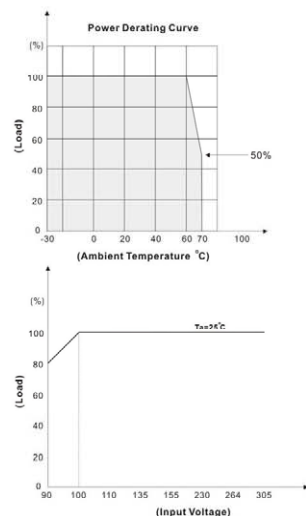 Power Derating Curve
(%)
100
80
60
40
20
0
(Load)
50%
-30 0 20 40 60 70 100
(Ambient Temperature °C)
(%)
100
80
60
40
20
0
(Load)
Ta=25°C
90 100 110 135 155 230 264 305
(Input Voltage)